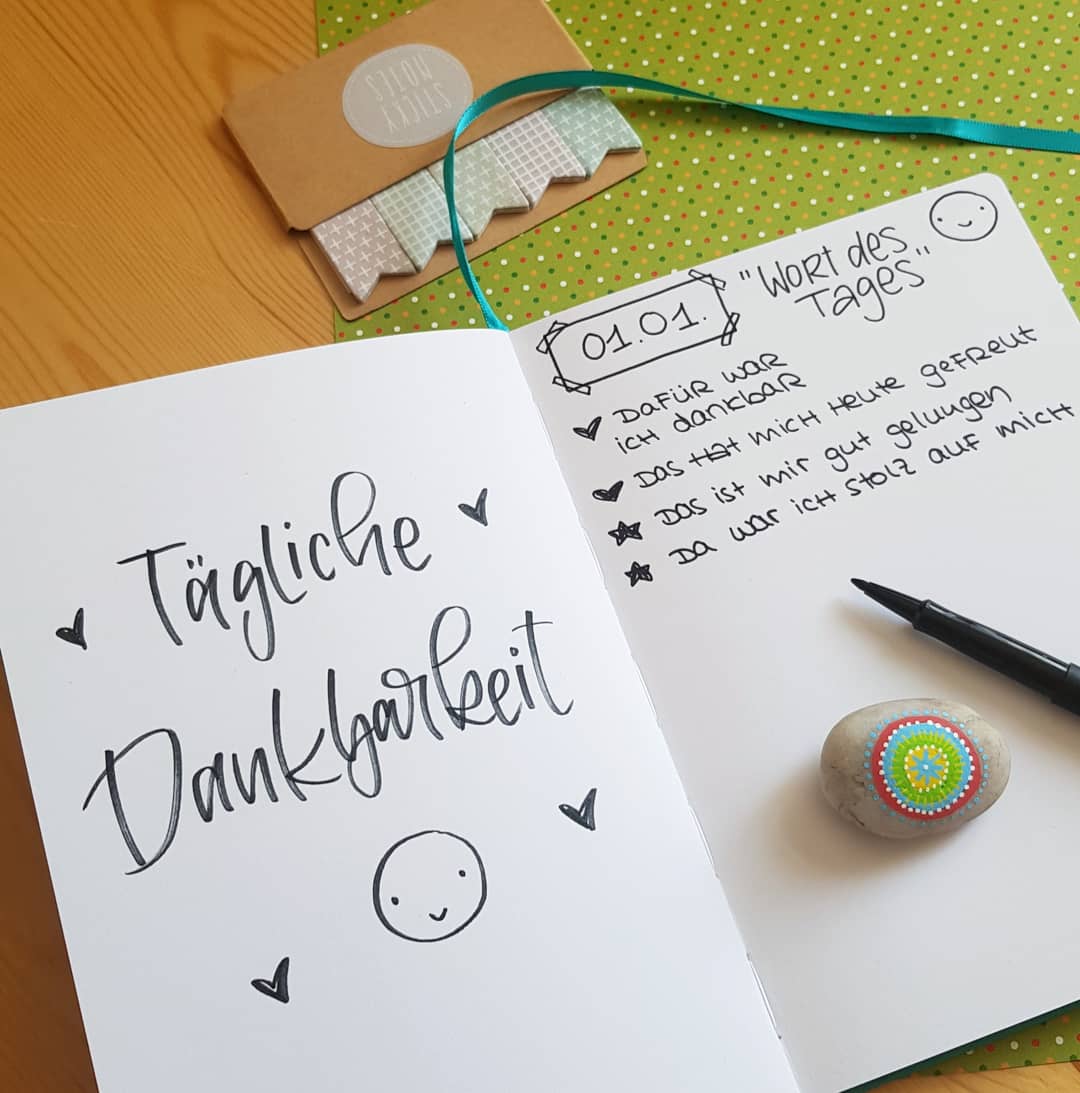 STICKY
NOTES
Tägliche
Dankbarkeit
01.01.
"Wort des
Tages"
Dafür war
ich dankbar
Das hat mich heute gefreut
Das ist mir gut gelungen
Da war ich stolz auf mich